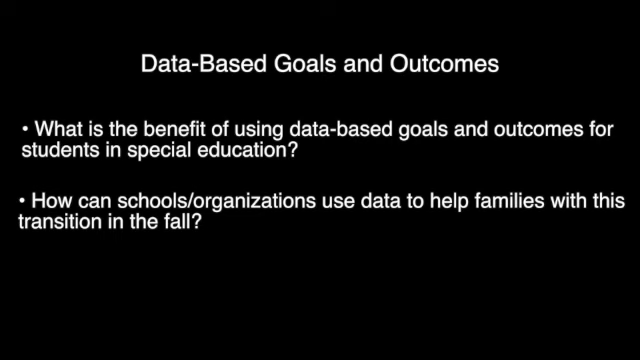 Data-Based Goals and Outcomes
• What is the benefit of using data-based goals and outcomes for
students in special education?
• How can schools/organizations use data to help families with this
transition in the fall?